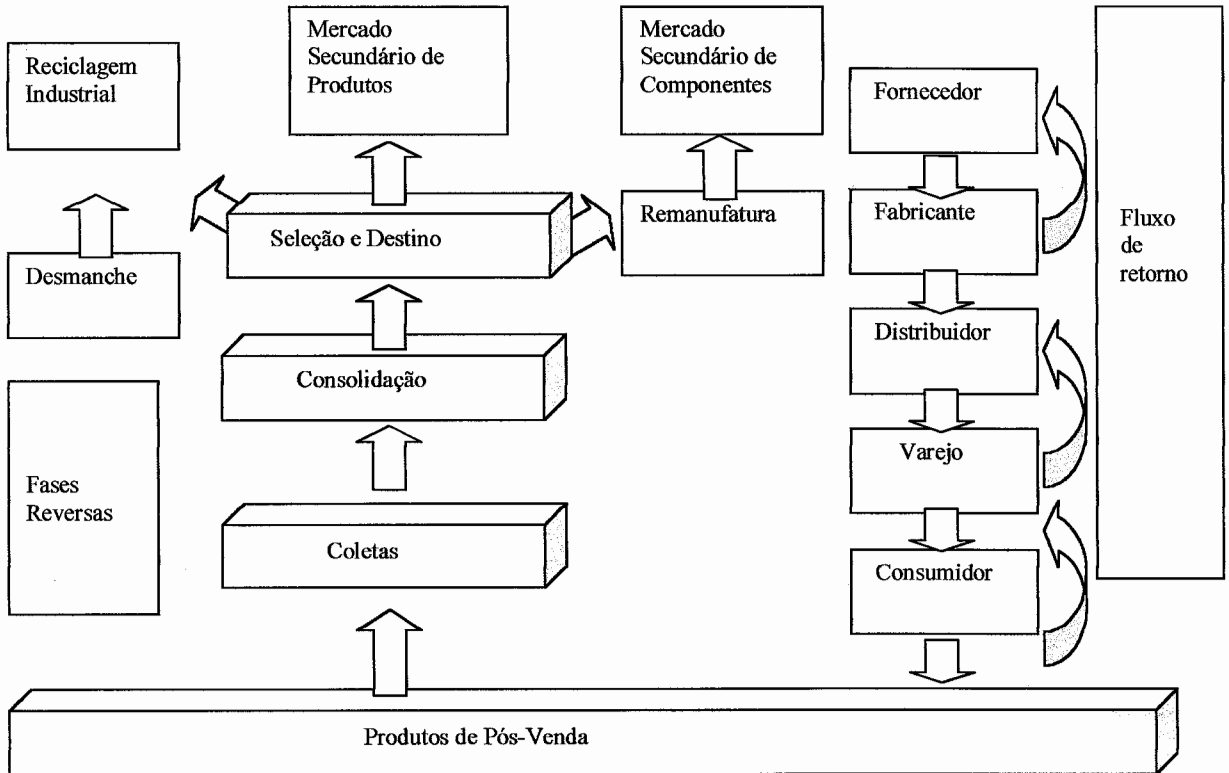 Reciclagem
Industrial
Mercado
Secundário de
Produtos
Mercado
Secundário de
Componentes
Fornecedor
Seleção e Destino
Remanufatura
Fabricante
Fluxo
de
retorno
Desmanche
Distribuidor
Consolidação
Varejo
Fases
Reversas
Coletas
Consumidor
Produtos de Pós-Venda